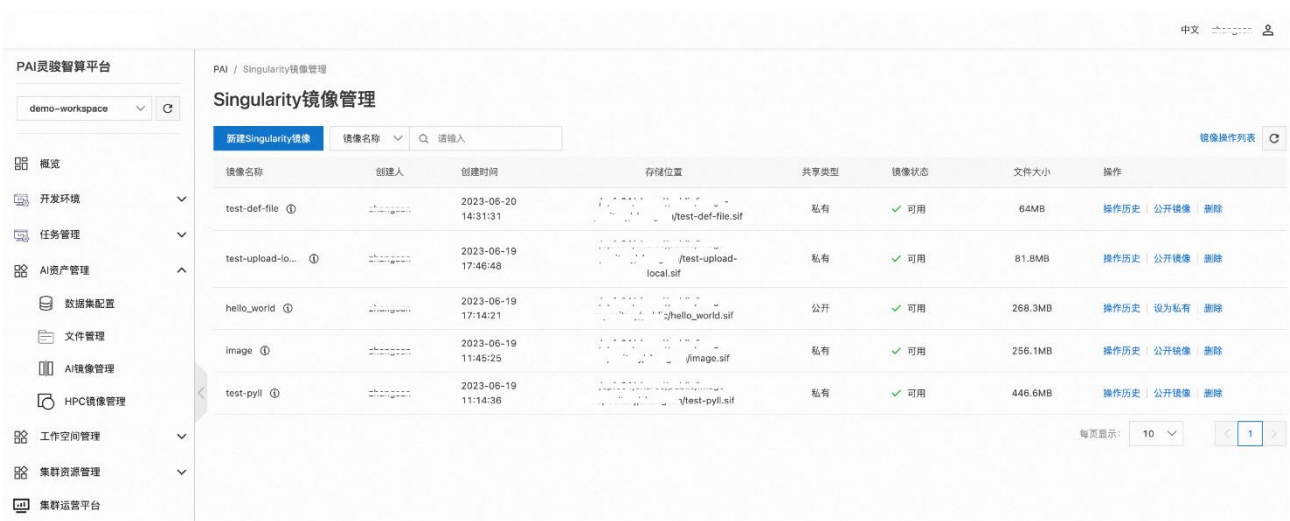 中文
PAI灵骏智算平台
demo-workspace
概览
开发环境
任务管理
AI资产管理
数据集配置
文件管理
AI镜像管理
HPC镜像管理
工作空间管理
集群资源管理
集群运营平台
PAI / Singularity镜像管理
Singularity镜像管理
新建Singularity镜像 镜像名称 请输入 镜像操作列表
镜像名称 创建人 创建时间 存储位置 共享类型 镜像状态 文件大小 操作
test-def-file 2023-06-20 14:31:31 /test-def-file.sif 私有 可用 64MB 操作历史 公开镜像 删除
test-upload-lo... 2023-06-19 17:46:48 /test-upload-local.sif 私有 可用 81.8MB 操作历史 公开镜像 删除
hello_world 2023-06-19 17:14:21 /hello_world.sif 公开 可用 268.3MB 操作历史 设为私有 删除
image 2023-06-19 11:45:25 /image.sif 私有 可用 256.1MB 操作历史 公开镜像 删除
test-pyll 2023-06-19 11:14:36 /test-pyll.sif 私有 可用 446.6MB 操作历史 公开镜像 删除
每页显示: 10 1